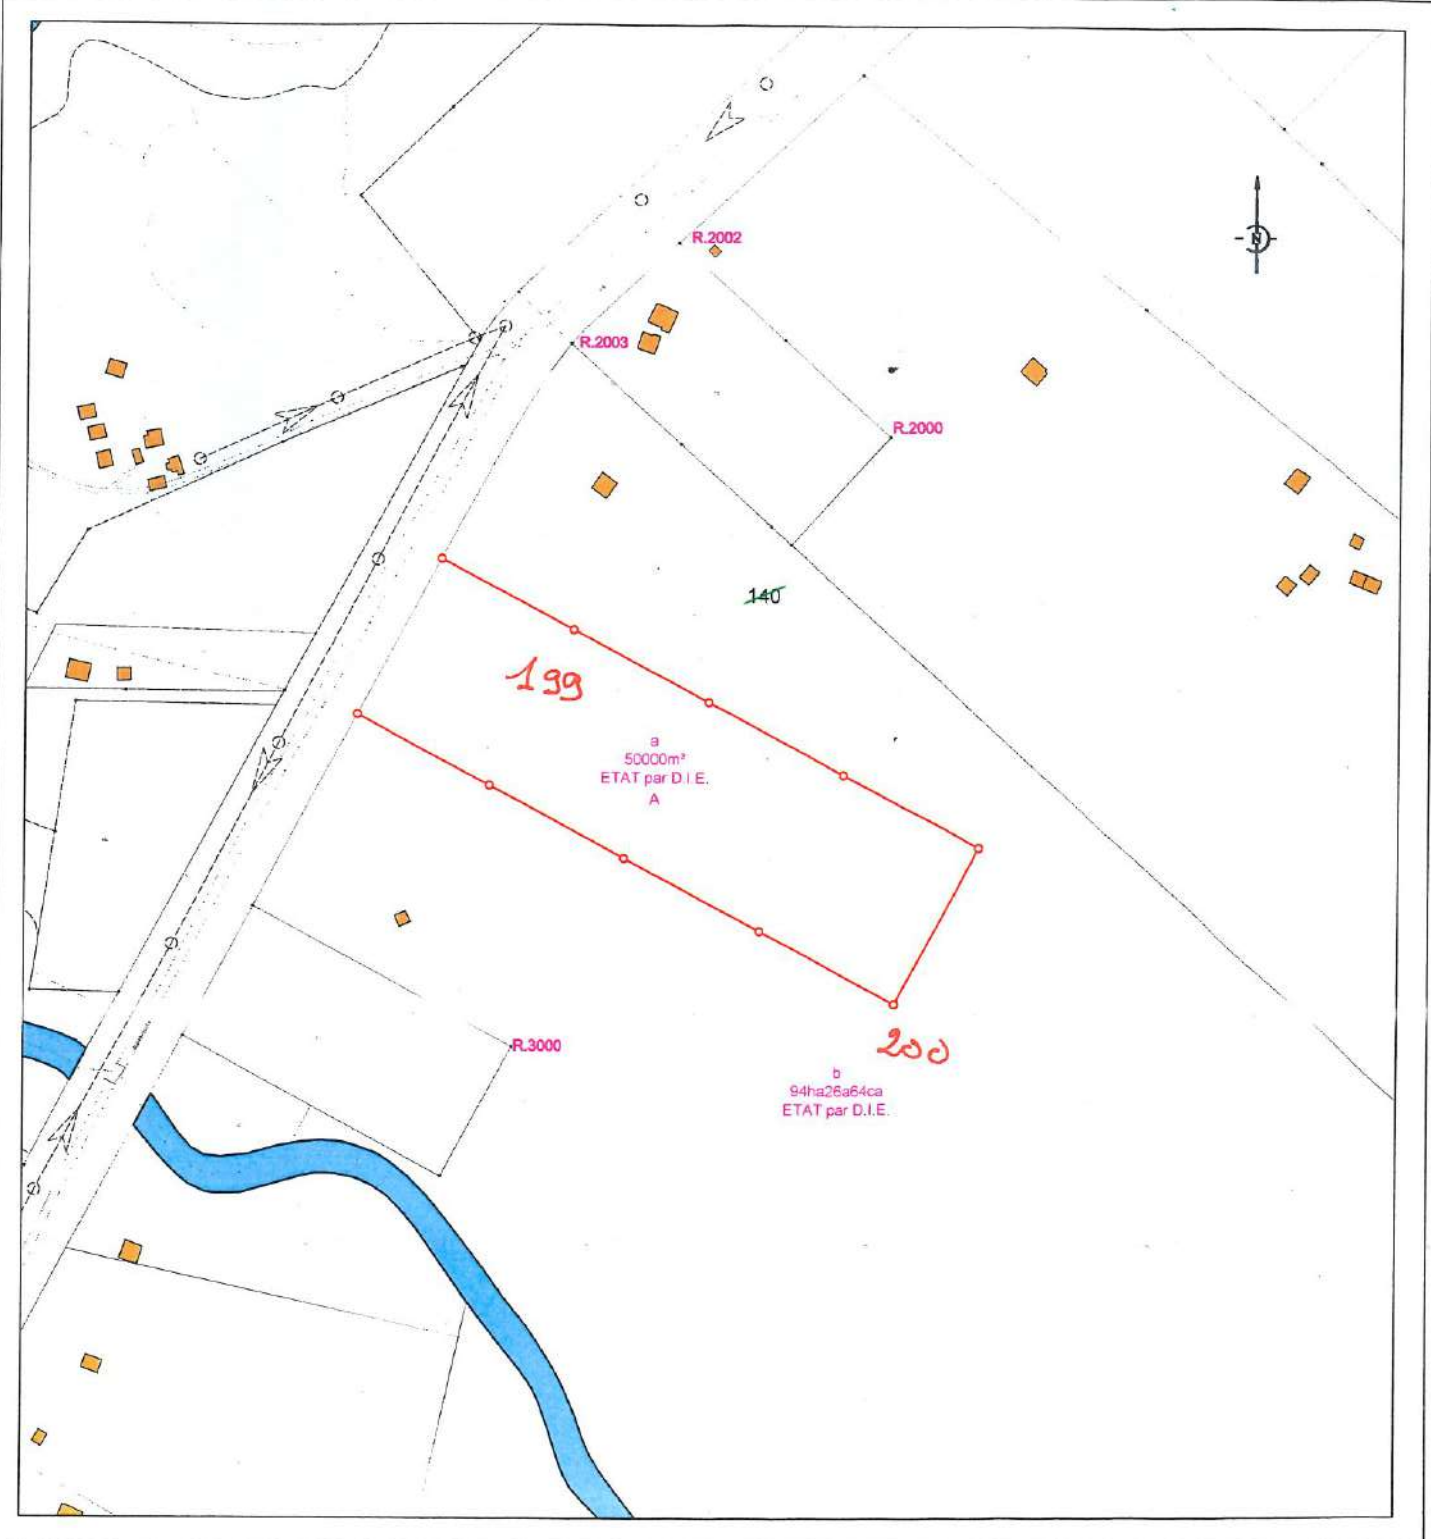 R.2002
N
R.2003
R.2000
140
199
a
50000m²
ETAT par D.I.E.
A
R.3000
200
b
94ha26a64ca
ETAT par D.I.E.